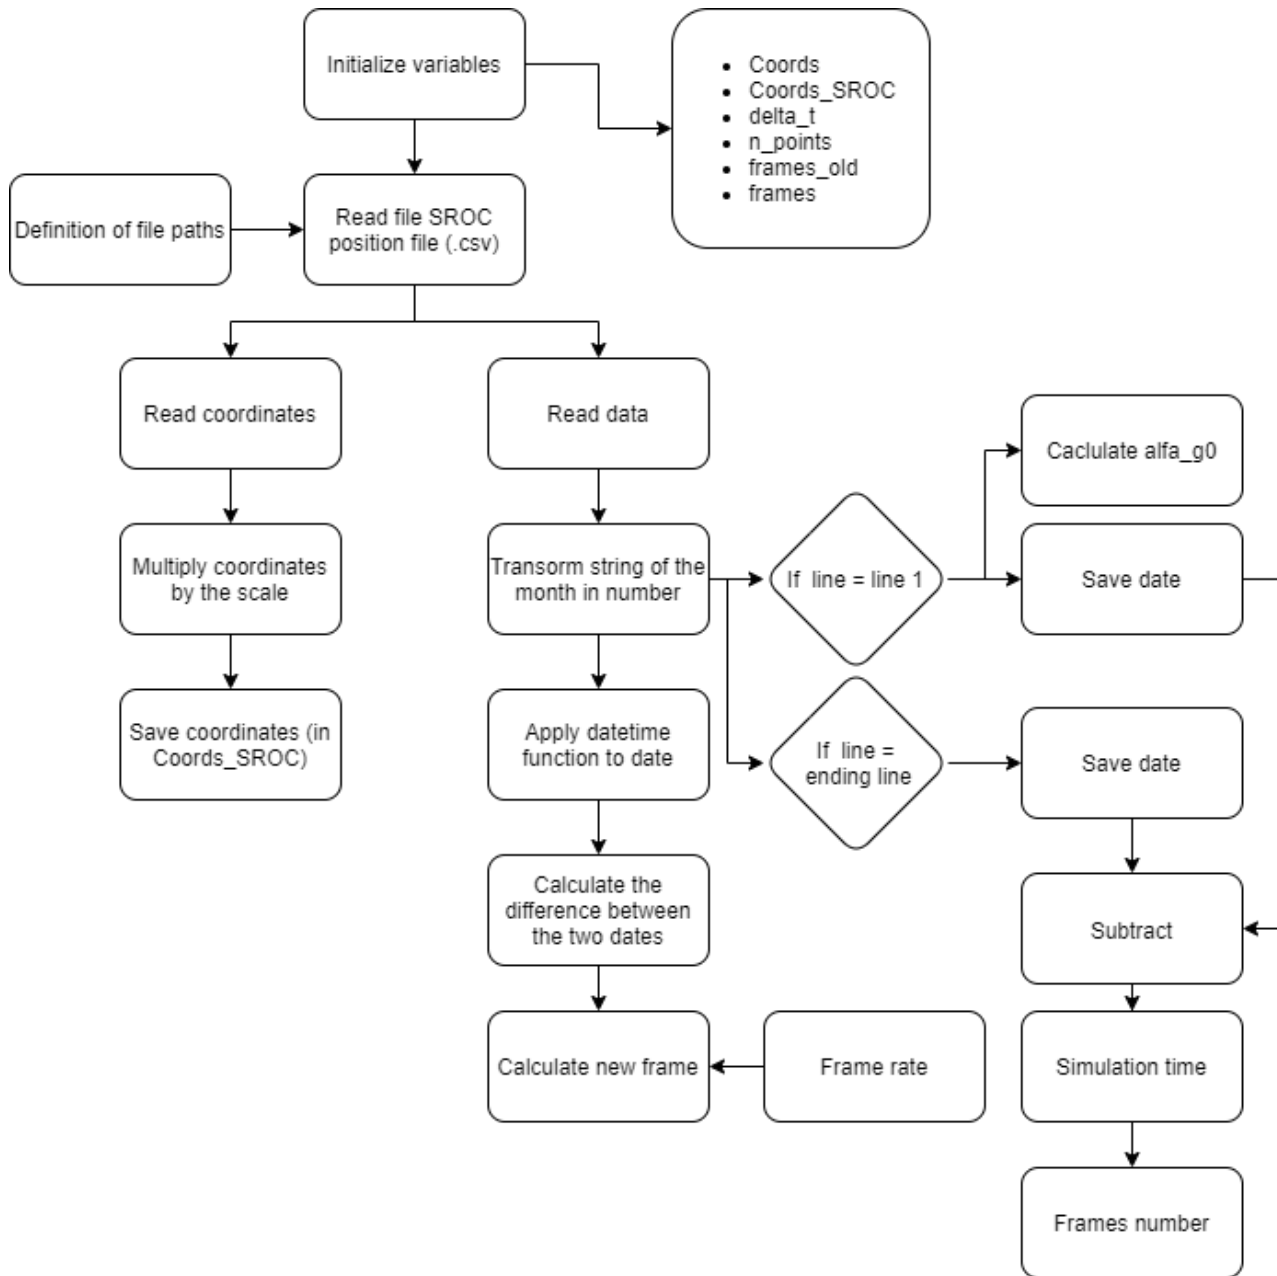 Initialize variables
Coords
Coords_SROC
delta_t
n_points
frames_old
frames
Definition of file paths
Read file SROC
position file (.csv)
Read coordinates
Read data
Caclulate alfa_g0
Multiply coordinates
by the scale
Transorm string of the
month in number
If line = line 1
Save date
Save coordinates (in
Coords_SROC)
Apply datetime
function to date
If line =
ending line
Save date
Calculate the
difference between
the two dates
Subtract
Calculate new frame
Frame rate
Simulation time
Frames number